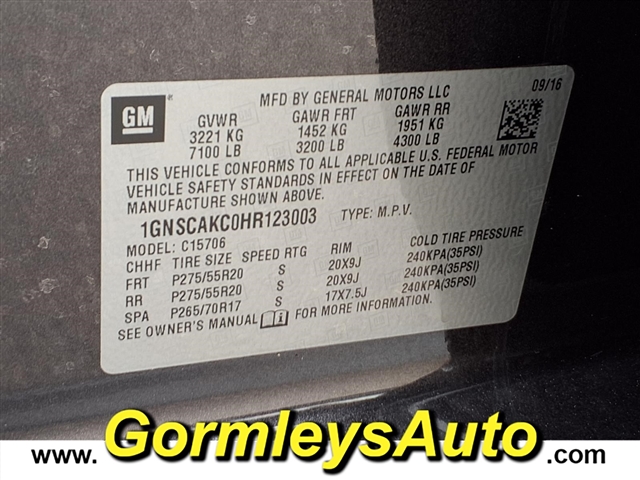 MFD BY GENERAL MOTORS LLC 09/16
GM
GVWR GAWR FRT GAWR RR
3221 KG 1452 KG 1951 KG
7100 LB 3200 LB 4300 LB
THIS VEHICLE CONFORMS TO ALL APPLICABLE U.S. FEDERAL MOTOR
VEHICLE SAFETY STANDARDS IN EFFECT ON THE DATE OF
MANUFACTURE SHOWN ABOVE.
1GNSCAKC0HR123003 TYPE: M.P.V.
MODEL: C15706
CHHF TIRE SIZE SPEED RTG RIM COLD TIRE PRESSURE
FRT P275/55R20 S 20X9J 240KPA(35PSI)
RR P275/55R20 S 20X9J 240KPA(35PSI)
SPA P265/70R17 S 17X7.5J 240KPA(35PSI)
SEE OWNER'S MANUAL FOR MORE INFORMATION.
www.GormleysAuto.com